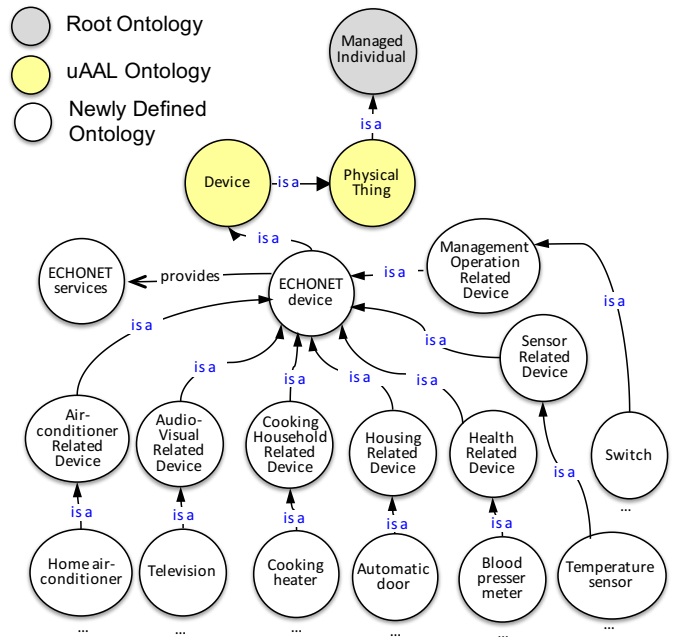 Root Ontology
uAAL Ontology
Newly Defined
Ontology
Managed
Individual
is a
Device
is a
Physical
Thing
is a
ECHONET
services
provides
ECHONET
device
is a
Management
Operation
Related
Device
is a
is a
is a
Sensor
Related
Device
is a
is a
is a
is a
Air-
conditioner
Related
Device
Audio-
Visual
Related
Device
Cooking
Household
Related
Device
Housing
Related
Device
Health
Related
Device
Switch
...
is a
is a
is a
is a
is a
is a
Home air-
conditioner
...
Television
...
Cooking
heater
...
Automatic
door
...
Blood
presser
meter
...
Temperature
sensor
...